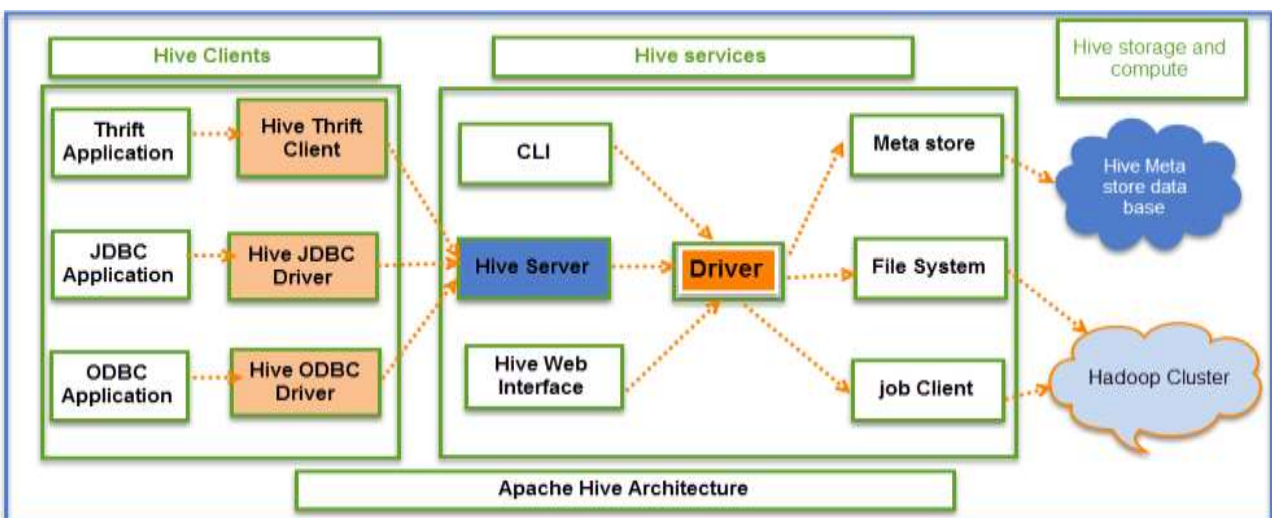 Hive Clients
Hive services
Hive storage and
compute
Thrift
Application
Hive Thrift
Client
CLI
Meta store
Hive Meta
store data
base
JDBC
Application
Hive JDBC
Driver
Hive Server
Driver
File System
ODBC
Application
Hive ODBC
Driver
Hive Web
Interface
job Client
Hadoop Cluster
Apache Hive Architecture